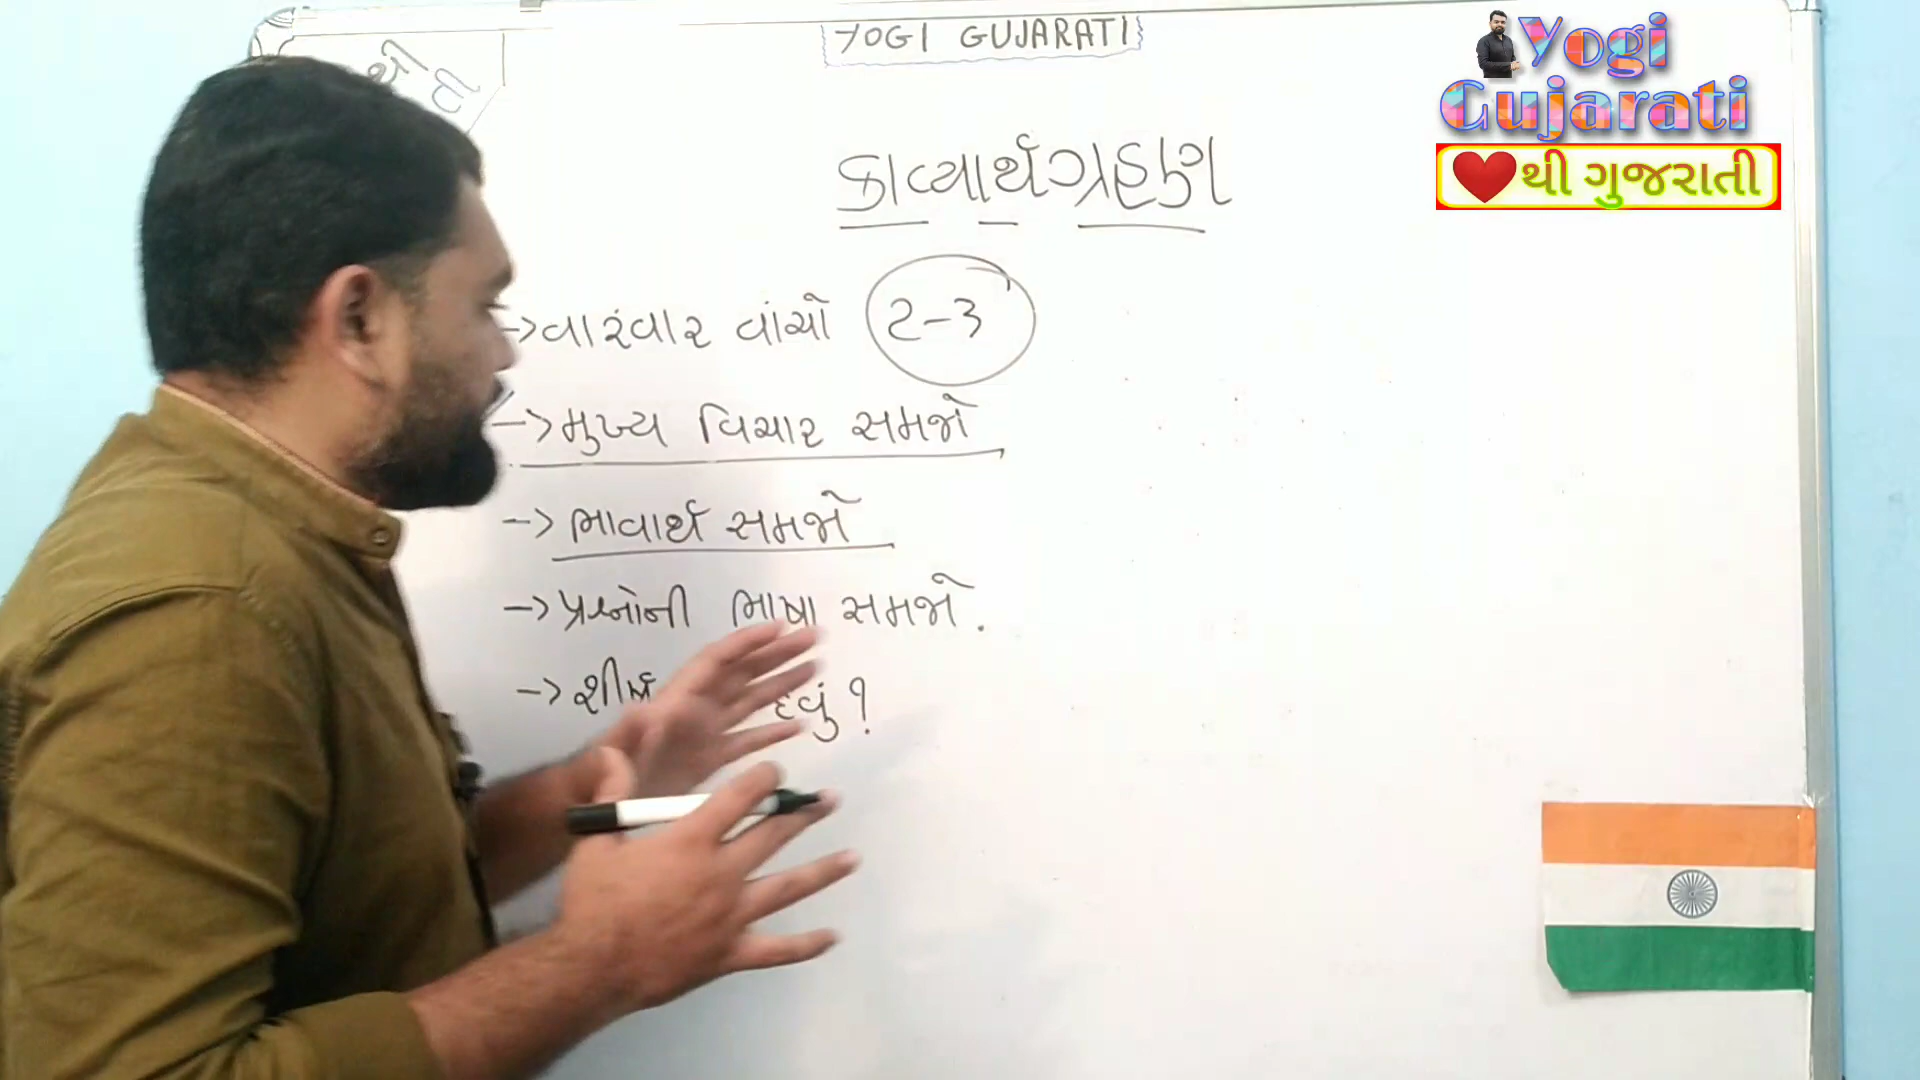 YOGI GUJARATI
Yogi
Gujarati
થી ગુજરાતી
થી
કાવ્યાર્થગ્રહણ
→વારંવાર વાંચો 2-3
→મુખ્ય વિચાર સમજો
→ભાવાર્થ સમજો
→પ્રશ્નોની ભાષા સમજો.
→